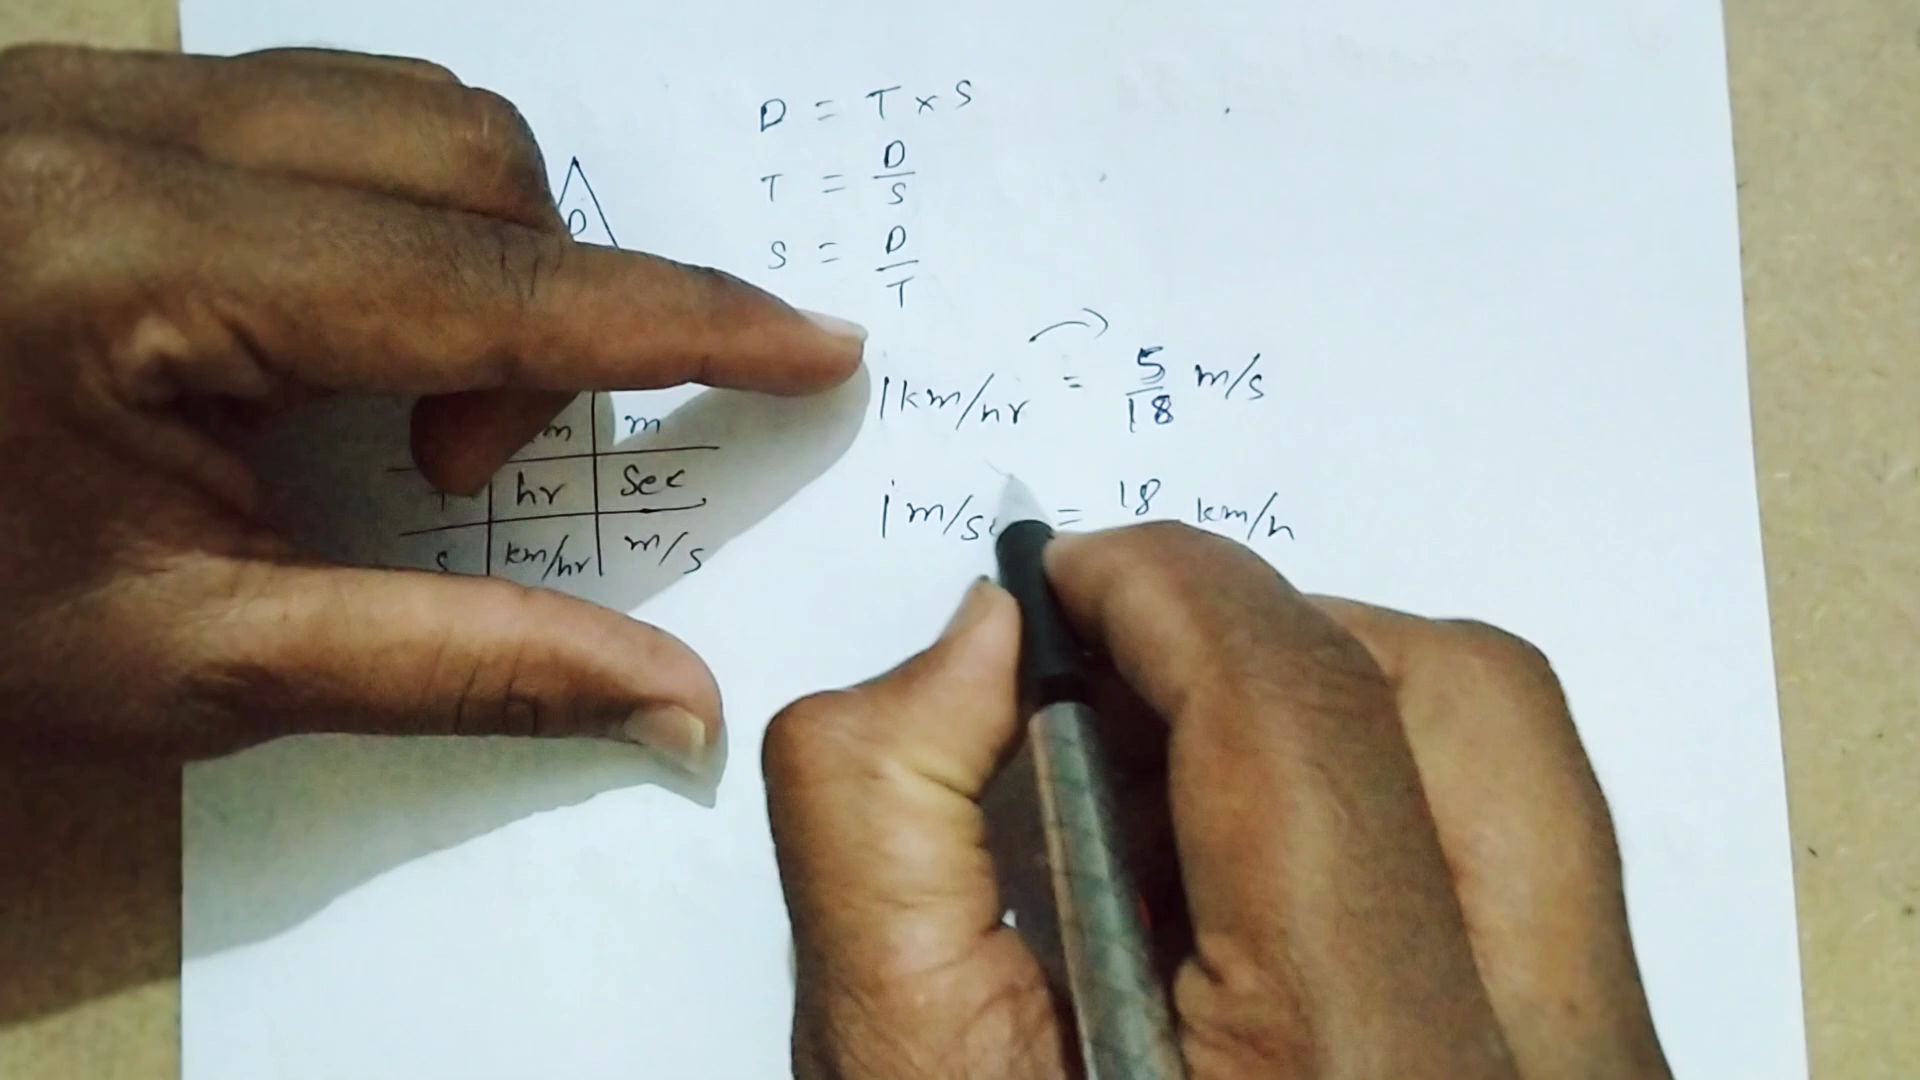 D = T × S
T = D/S
S = D/T
D
1 km/hr = 5/18 m/s
m
hr Sec
1 m/s = 18 km/h
S km/hr m/s